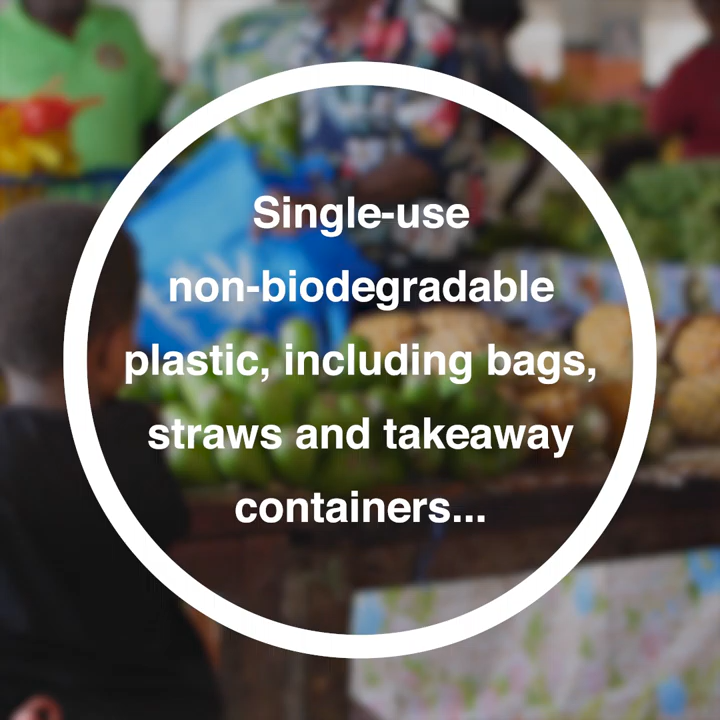 Single-use
non-biodegradable
plastic, including bags,
straws and takeaway
containers...